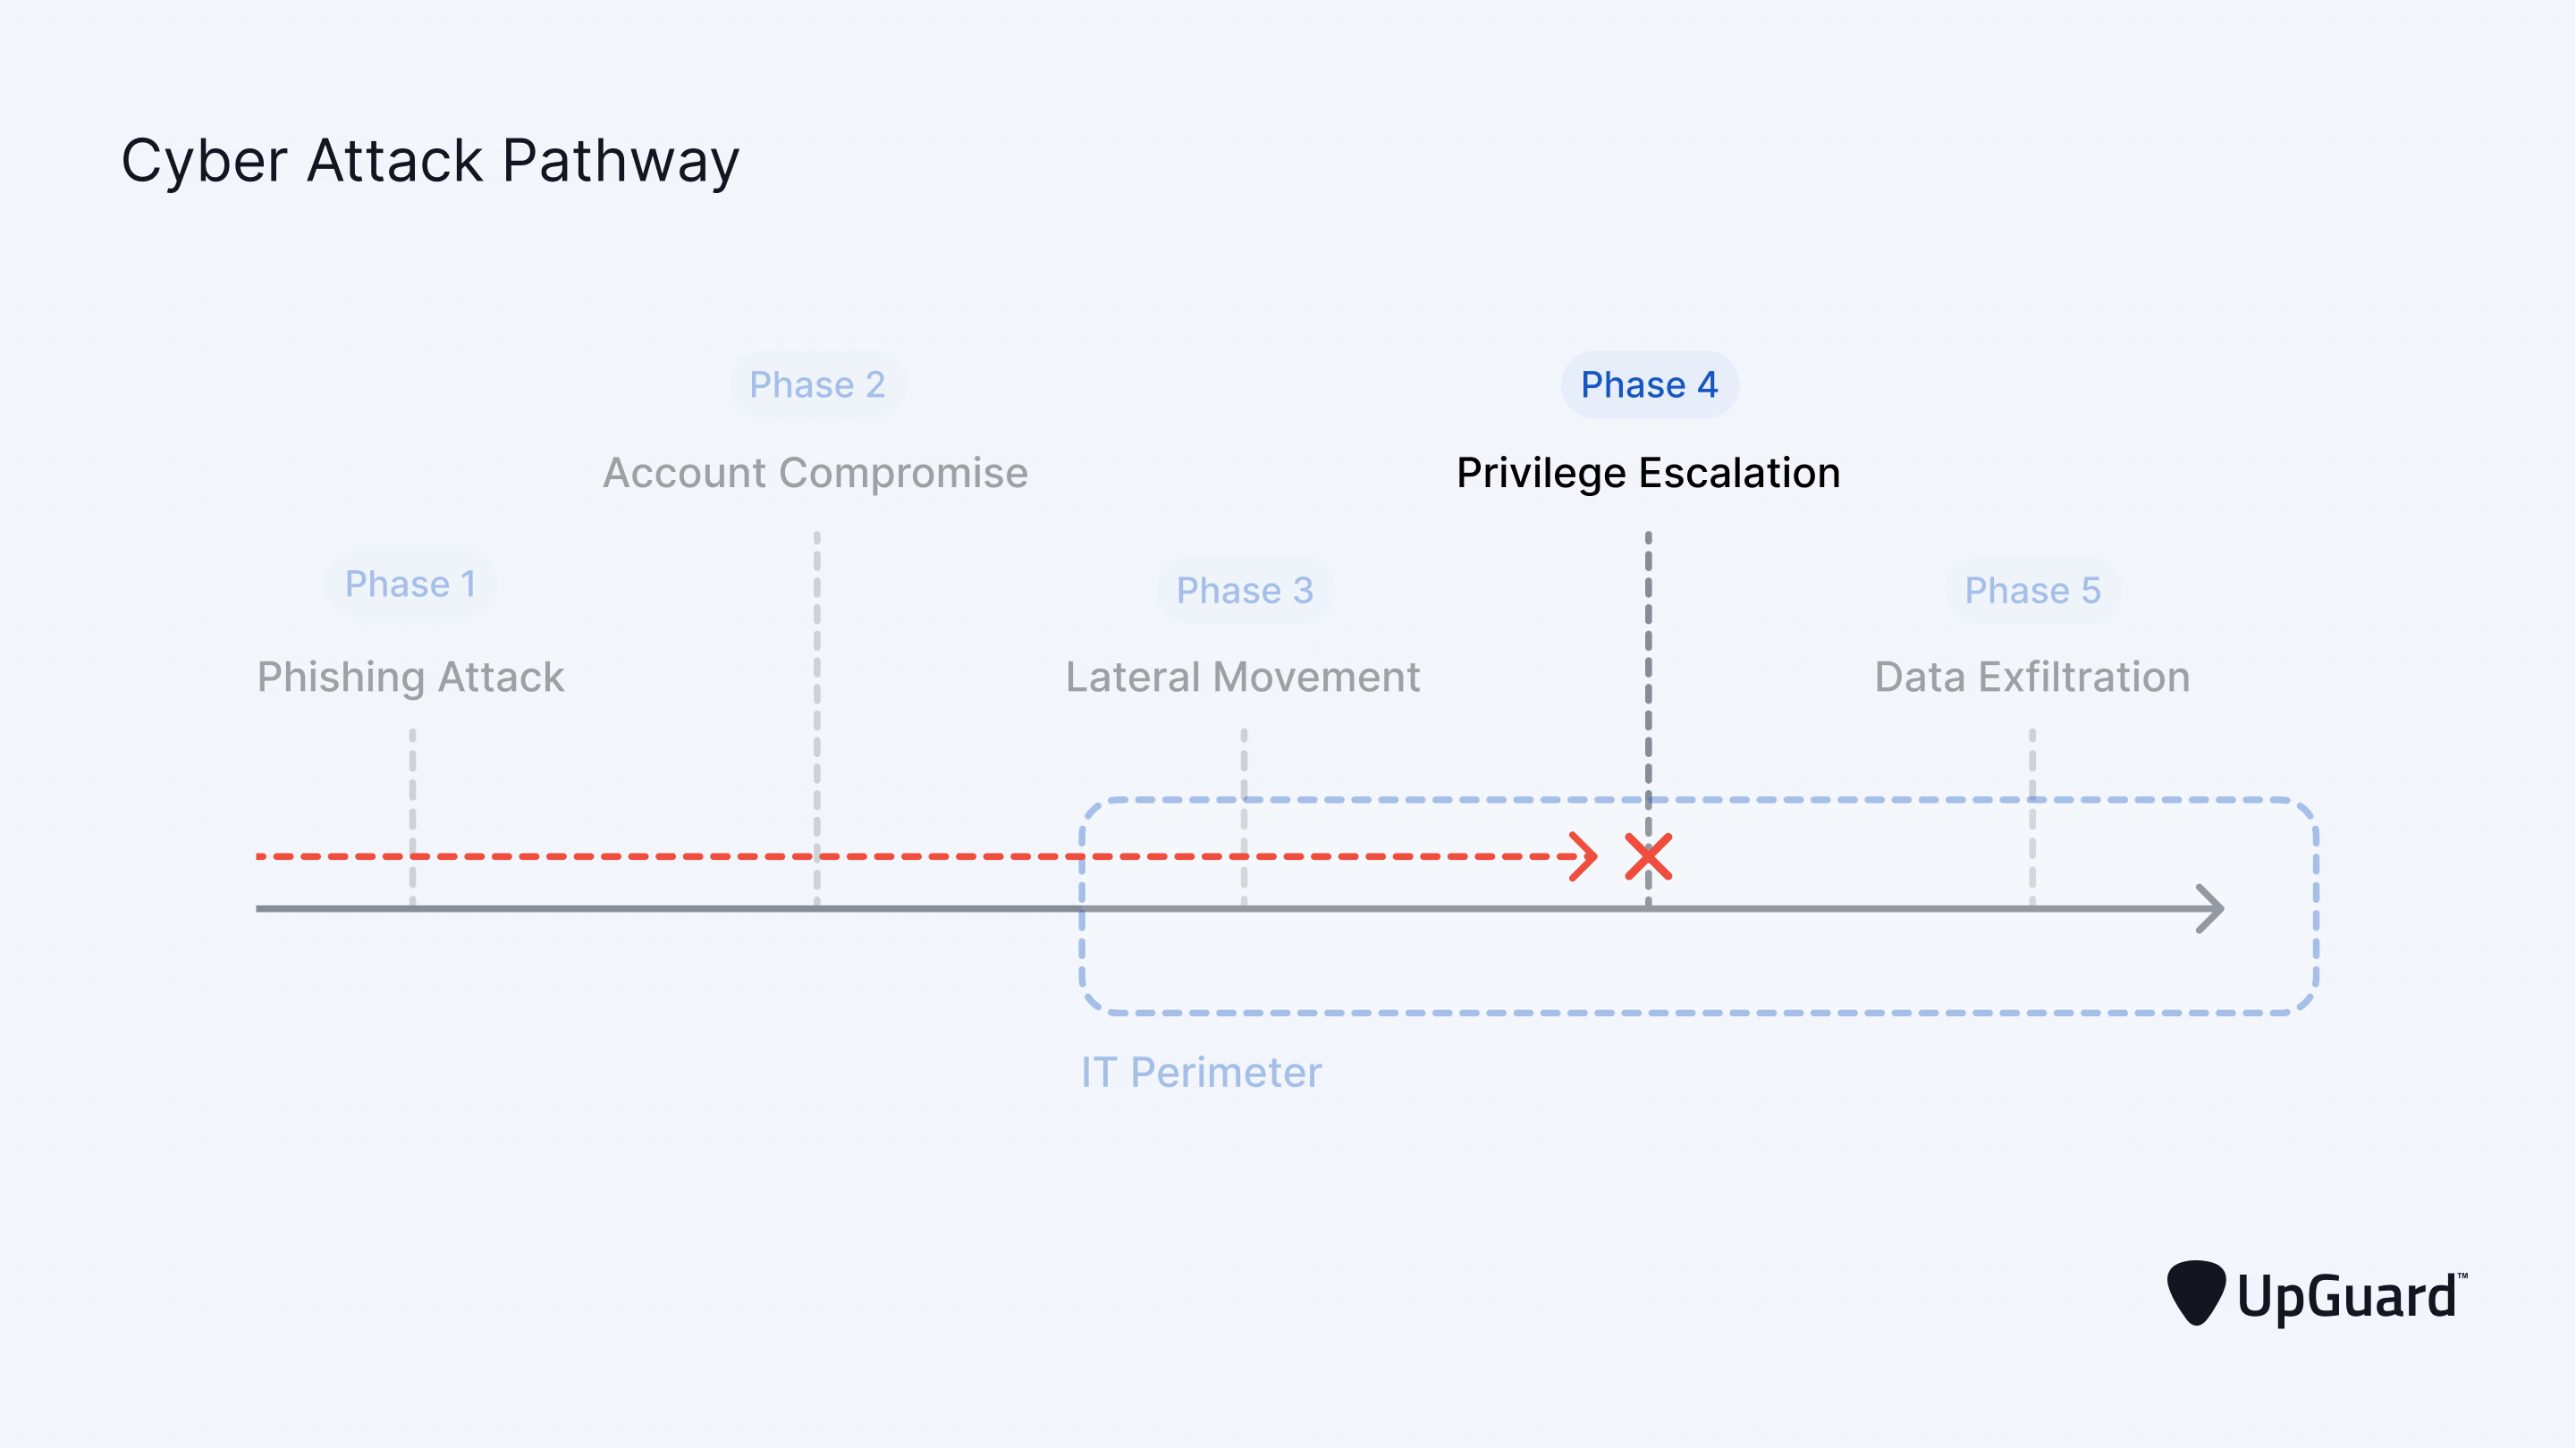 Cyber Attack Pathway
Phase 1
Phishing Attack
Phase 2
Account Compromise
Phase 3
Lateral Movement
Phase 4
Privilege Escalation
Phase 5
Data Exfiltration
IT Perimeter
UpGuard™